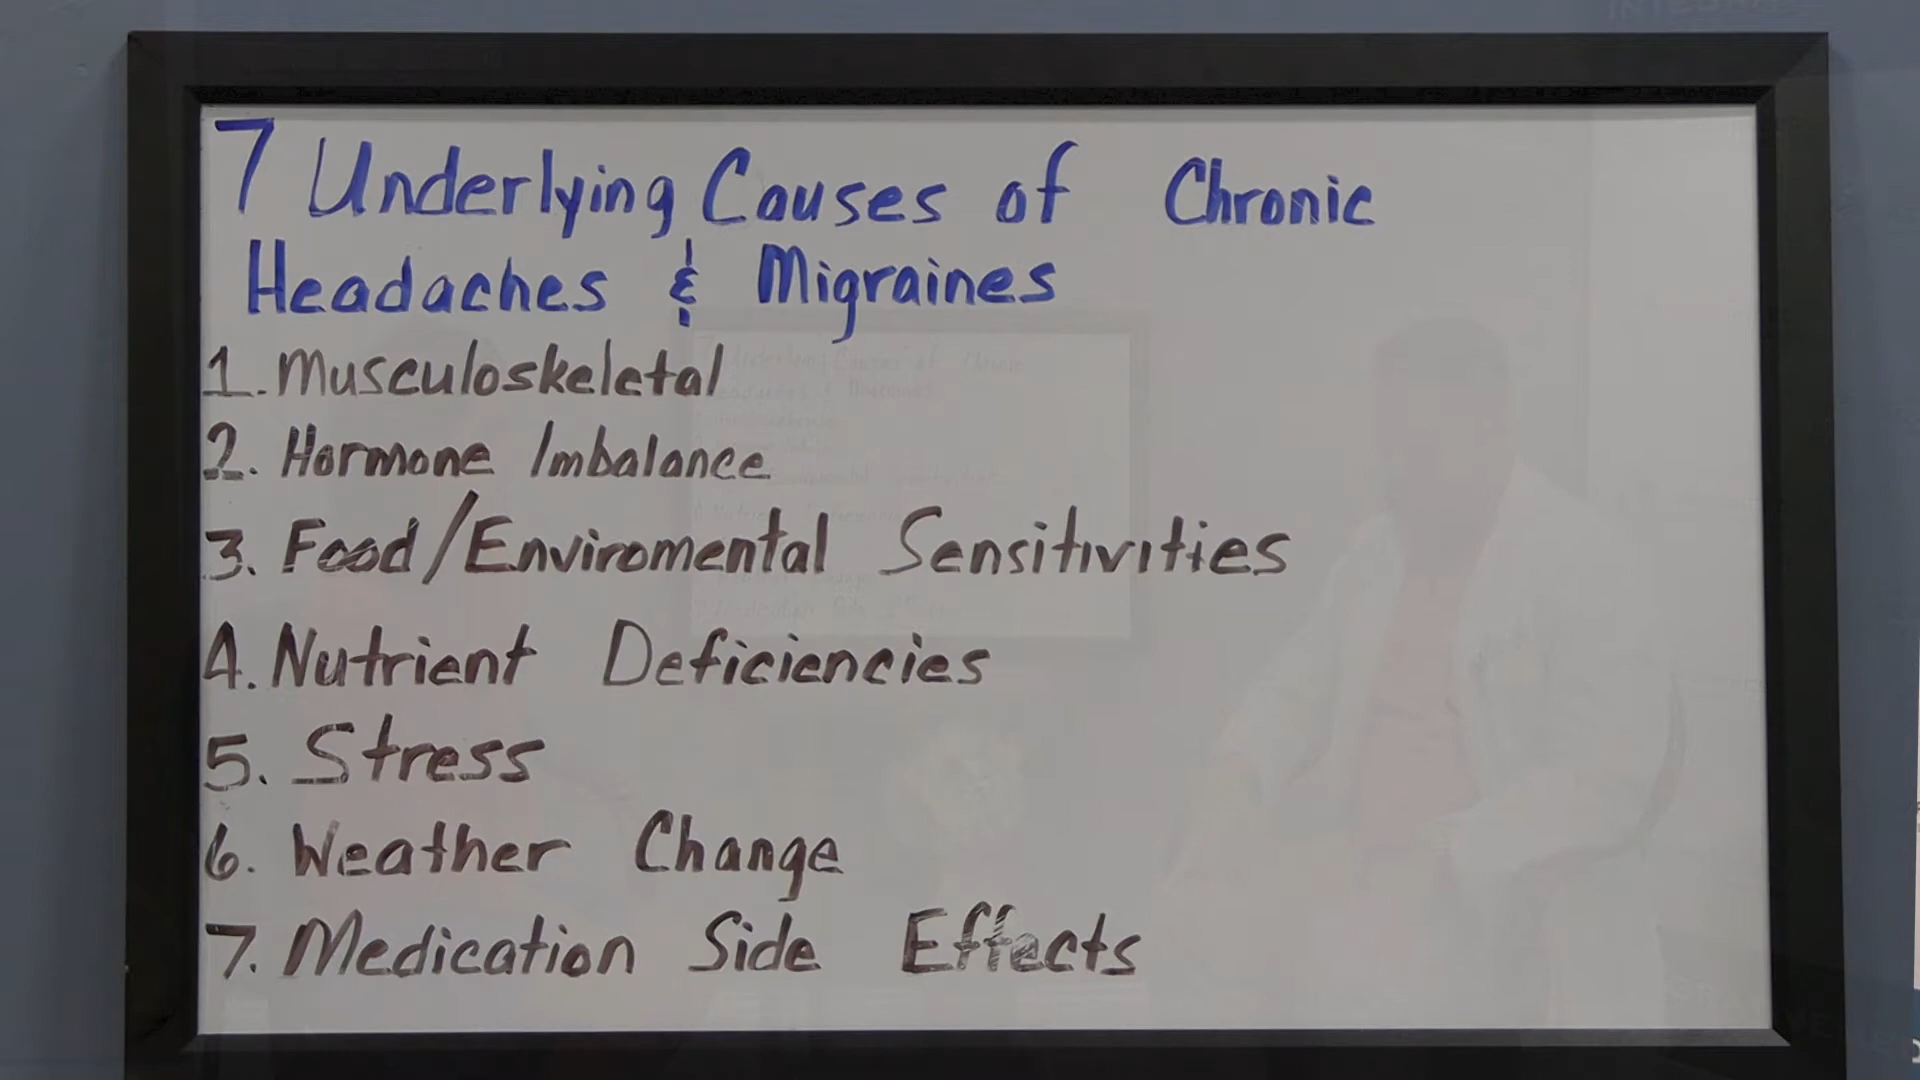 7 Underlying Causes of Chronic
Headaches & Migraines
1. Musculoskeletal
2. Hormone Imbalance
3. Food/Enviromental Sensitivities
4. Nutrient Deficiencies
5. Stress
6. Weather Change
7. Medication Side Effects